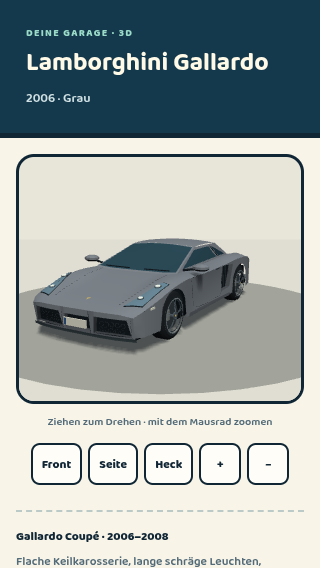 DEINE GARAGE · 3D
Lamborghini Gallardo
2006 · Grau
Ziehen zum Drehen · mit dem Mausrad zoomen
Front Seite Heck + −
Gallardo Coupé · 2006–2008
Flache Keilkarosserie, lange schräge Leuchten,